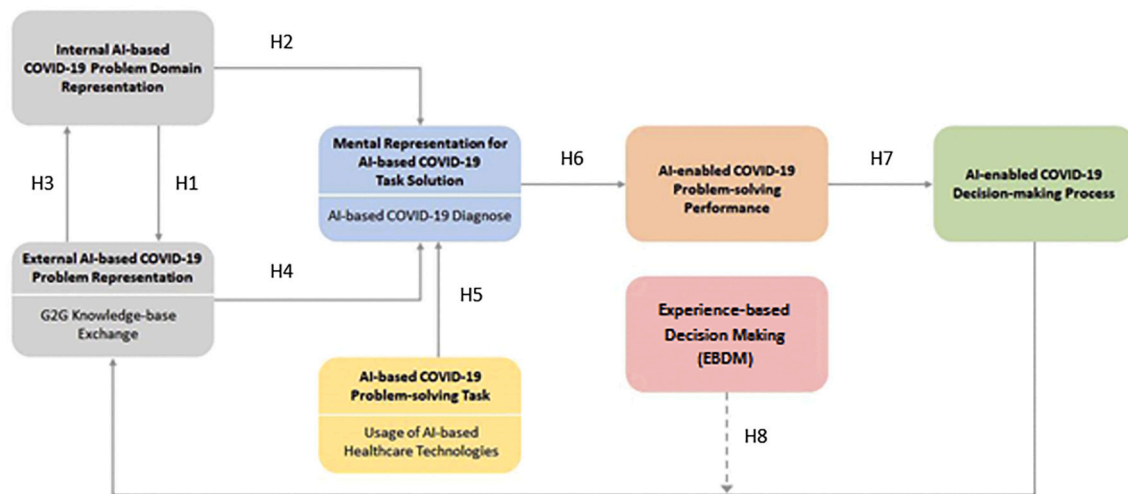 Internal AI-based
COVID-19 Problem Domain
Representation
H2
H3
H1
External AI-based COVID-19
Problem Representation
G2G Knowledge-base
Exchange
H4
Mental Representation for
AI-based COVID-19
Task Solution
AI-based COVID-19 Diagnose
H5
AI-based COVID-19
Problem-solving Task
Usage of AI-based
Healthcare Technologies
H6
AI-enabled COVID-19
Problem-solving
Performance
H7
AI-enabled COVID-19
Decision-making Process
Experience-based
Decision Making
(EBDM)
H8